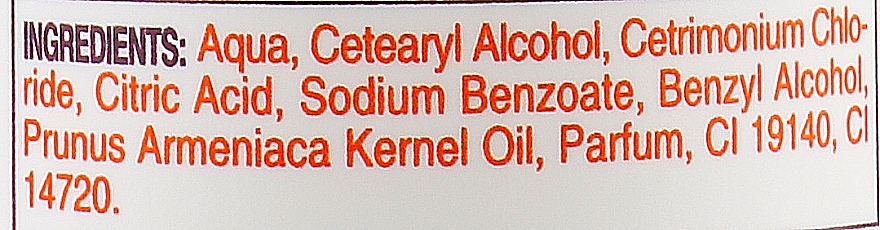 INGREDIENTS: Aqua, Cetearyl Alcohol, Cetrimonium Chlo-
ride, Citric Acid, Sodium Benzoate, Benzyl Alcohol,
Prunus Armeniaca Kernel Oil, Parfum, CI 19140, CI
14720.